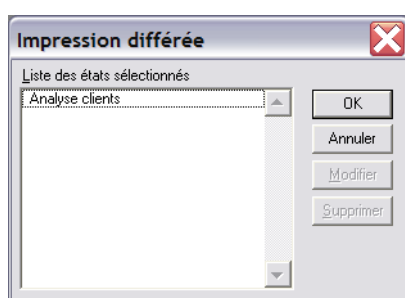 Impression différée
Liste des états sélectionnés
Analyse clients
OK
Annuler
Modifier
Supprimer